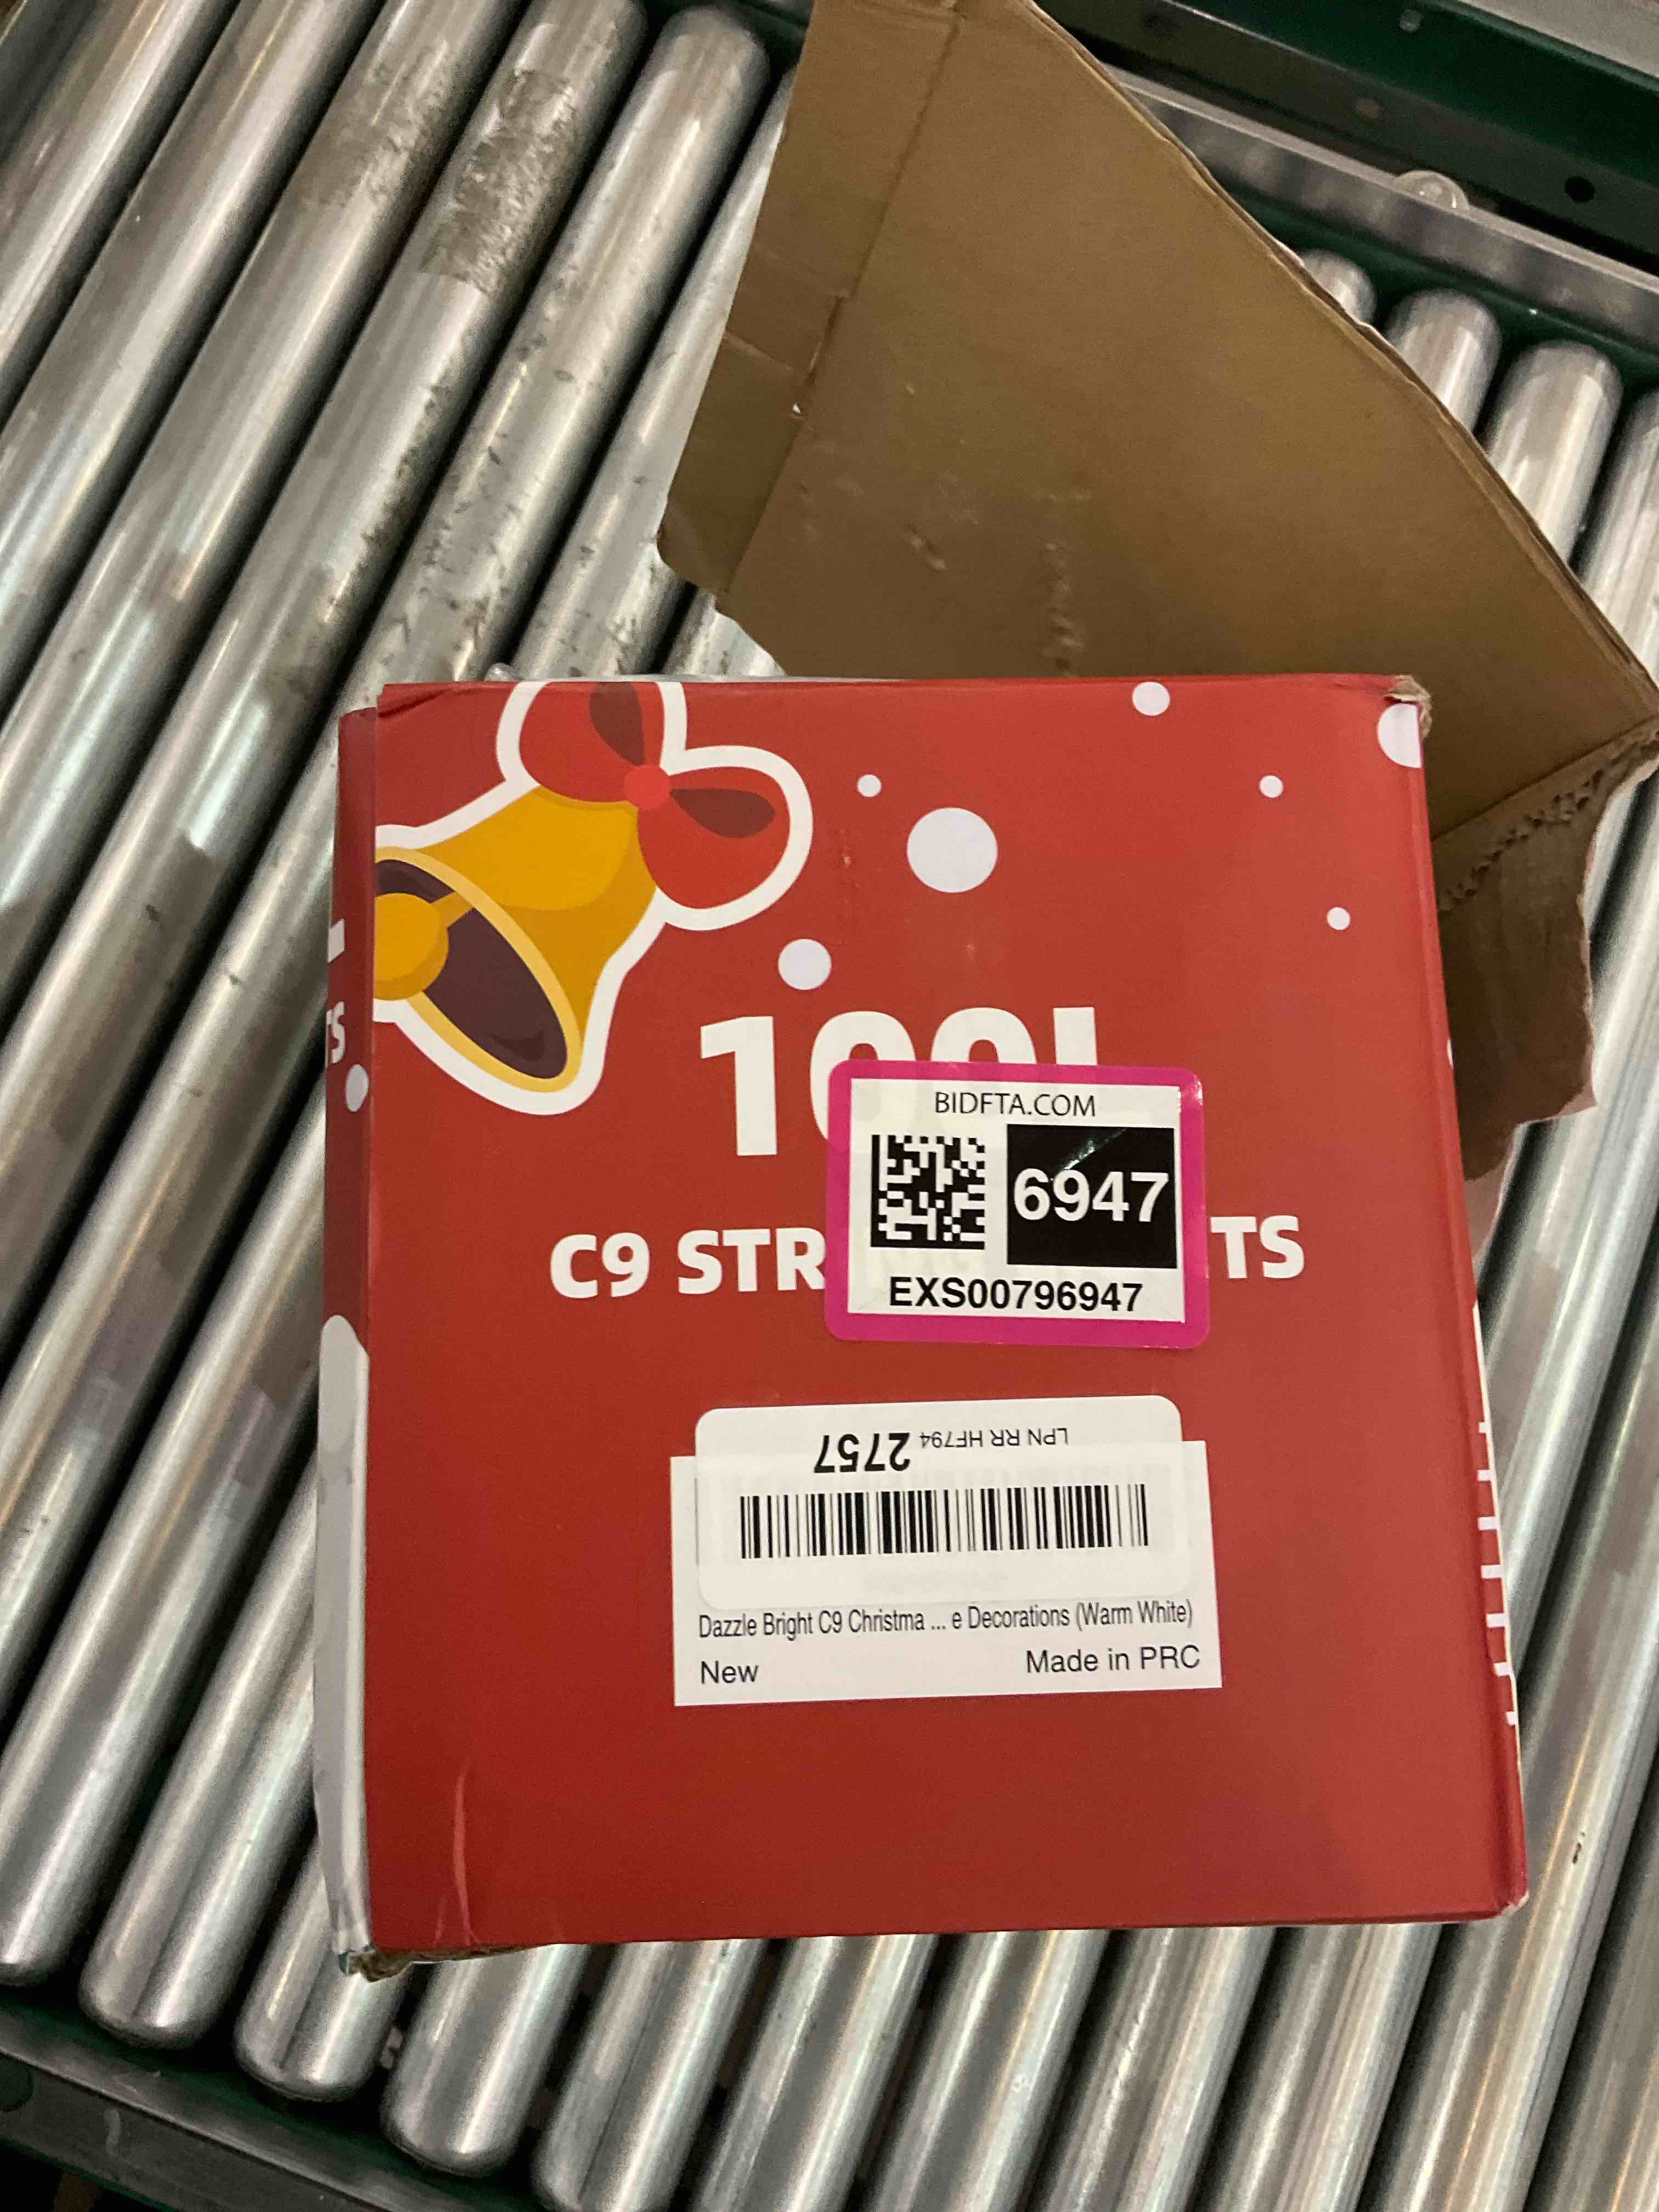 BIDFTA.COM
6947
EXS00796947
C9 STR TS
LPN RR HF794 2757
Dazzle Bright C9 Christma ... e Decorations (Warm White)
New Made in PRC
TS